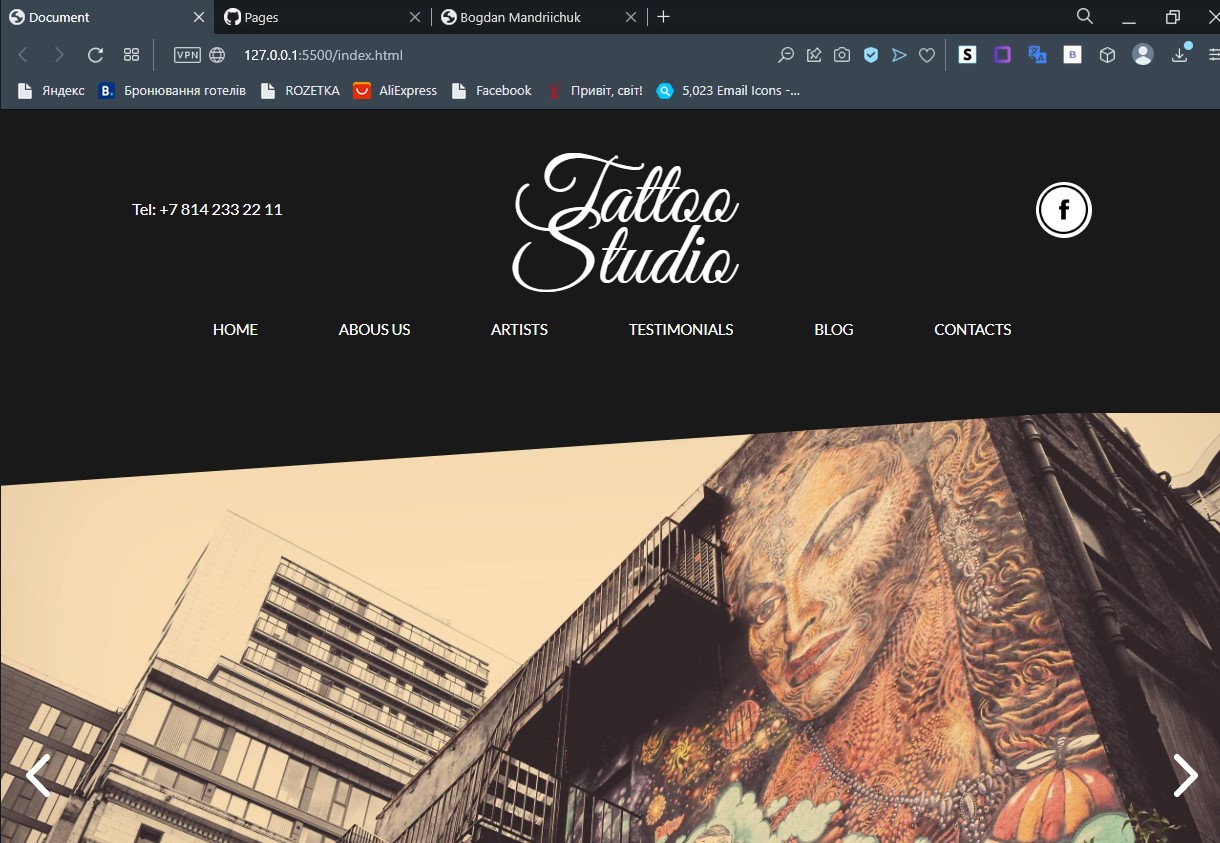 Document
Pages
Bogdan Mandriichuk
VPN
127.0.0.1:5500/index.html
S
B
Яндекс
B.
Бронювання готелів
ROZETKA
AliExpress
Facebook
Привіт, світ!
5,023 Email Icons -...
Tel: +7 814 233 22 11
Tattoo
Studio
f
HOME
ABOUS US
ARTISTS
TESTIMONIALS
BLOG
CONTACTS